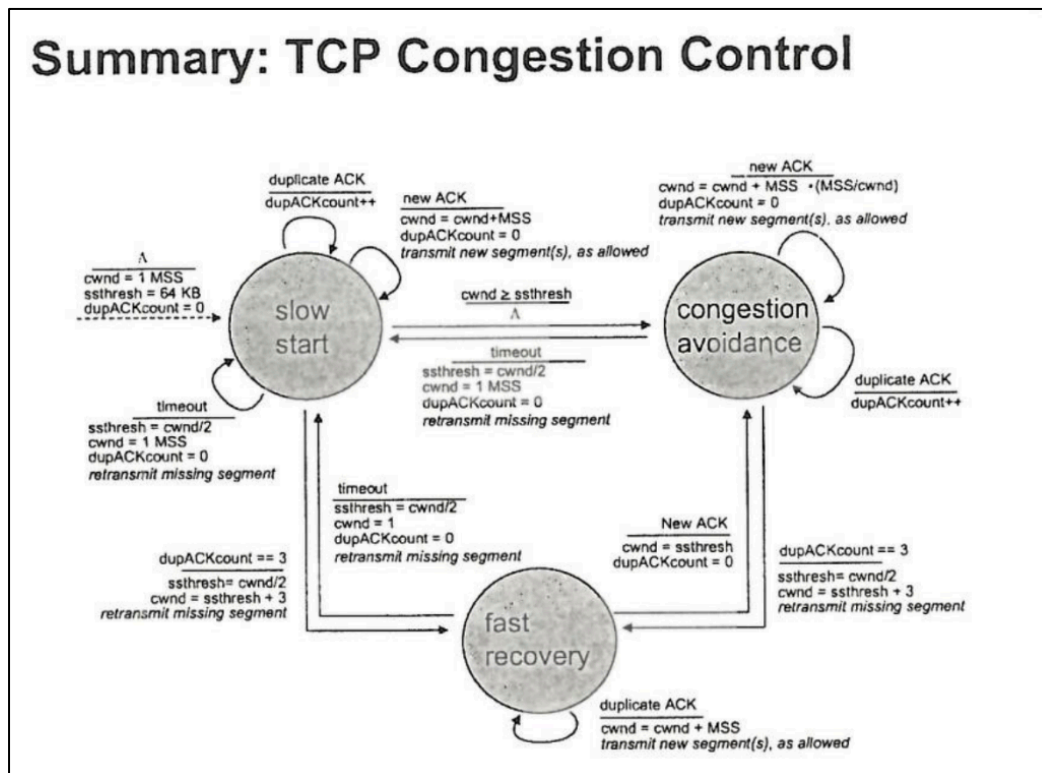 Summary: TCP Congestion Control
duplicate ACK
dupACKcount++
new ACK
cwnd = cwnd+MSS
dupACKcount = 0
transmit new segment(s), as allowed
new ACK
cwnd = cwnd + MSS •(MSS/cwnd)
dupACKcount = 0
transmit new segment(s), as allowed
Λ
cwnd = 1 MSS
ssthresh = 64 KB
dupACKcount = 0
slow
start
cwnd ≥ ssthresh
Λ
timeout
ssthresh = cwnd/2
cwnd = 1 MSS
dupACKcount = 0
retransmit missing segment
congestion
avoidance
duplicate ACK
dupACKcount++
timeout
ssthresh = cwnd/2
cwnd = 1 MSS
dupACKcount = 0
retransmit missing segment
timeout
ssthresh = cwnd/2
cwnd = 1
dupACKcount = 0
retransmit missing segment
New ACK
cwnd = ssthresh
dupACKcount = 0
dupACKcount == 3
ssthresh= cwnd/2
cwnd = ssthresh + 3
retransmit missing segment
dupACKcount == 3
ssthresh= cwnd/2
cwnd = ssthresh + 3
retransmit missing segment
fast
recovery
duplicate ACK
cwnd = cwnd + MSS
transmit new segment(s), as allowed